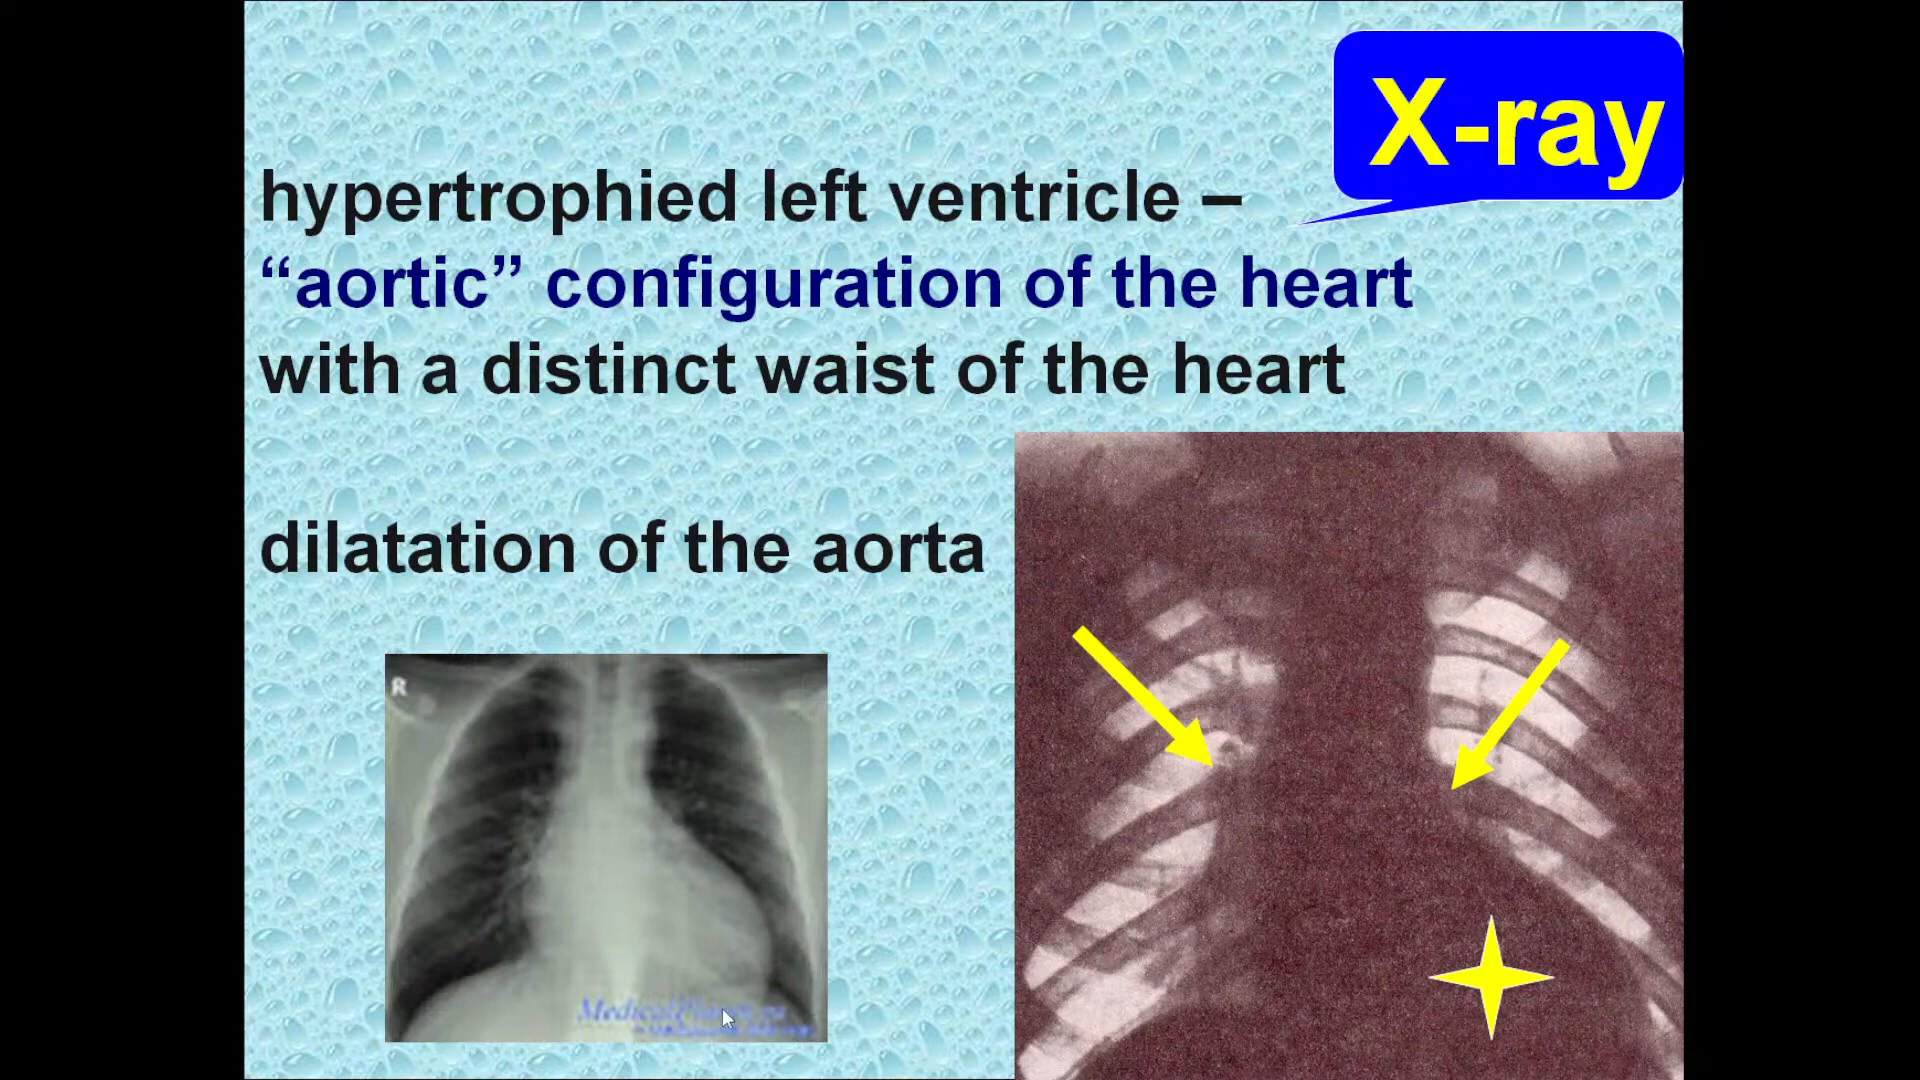 X-ray
hypertrophied left ventricle –
“aortic” configuration of the heart
with a distinct waist of the heart
dilatation of the aorta
R